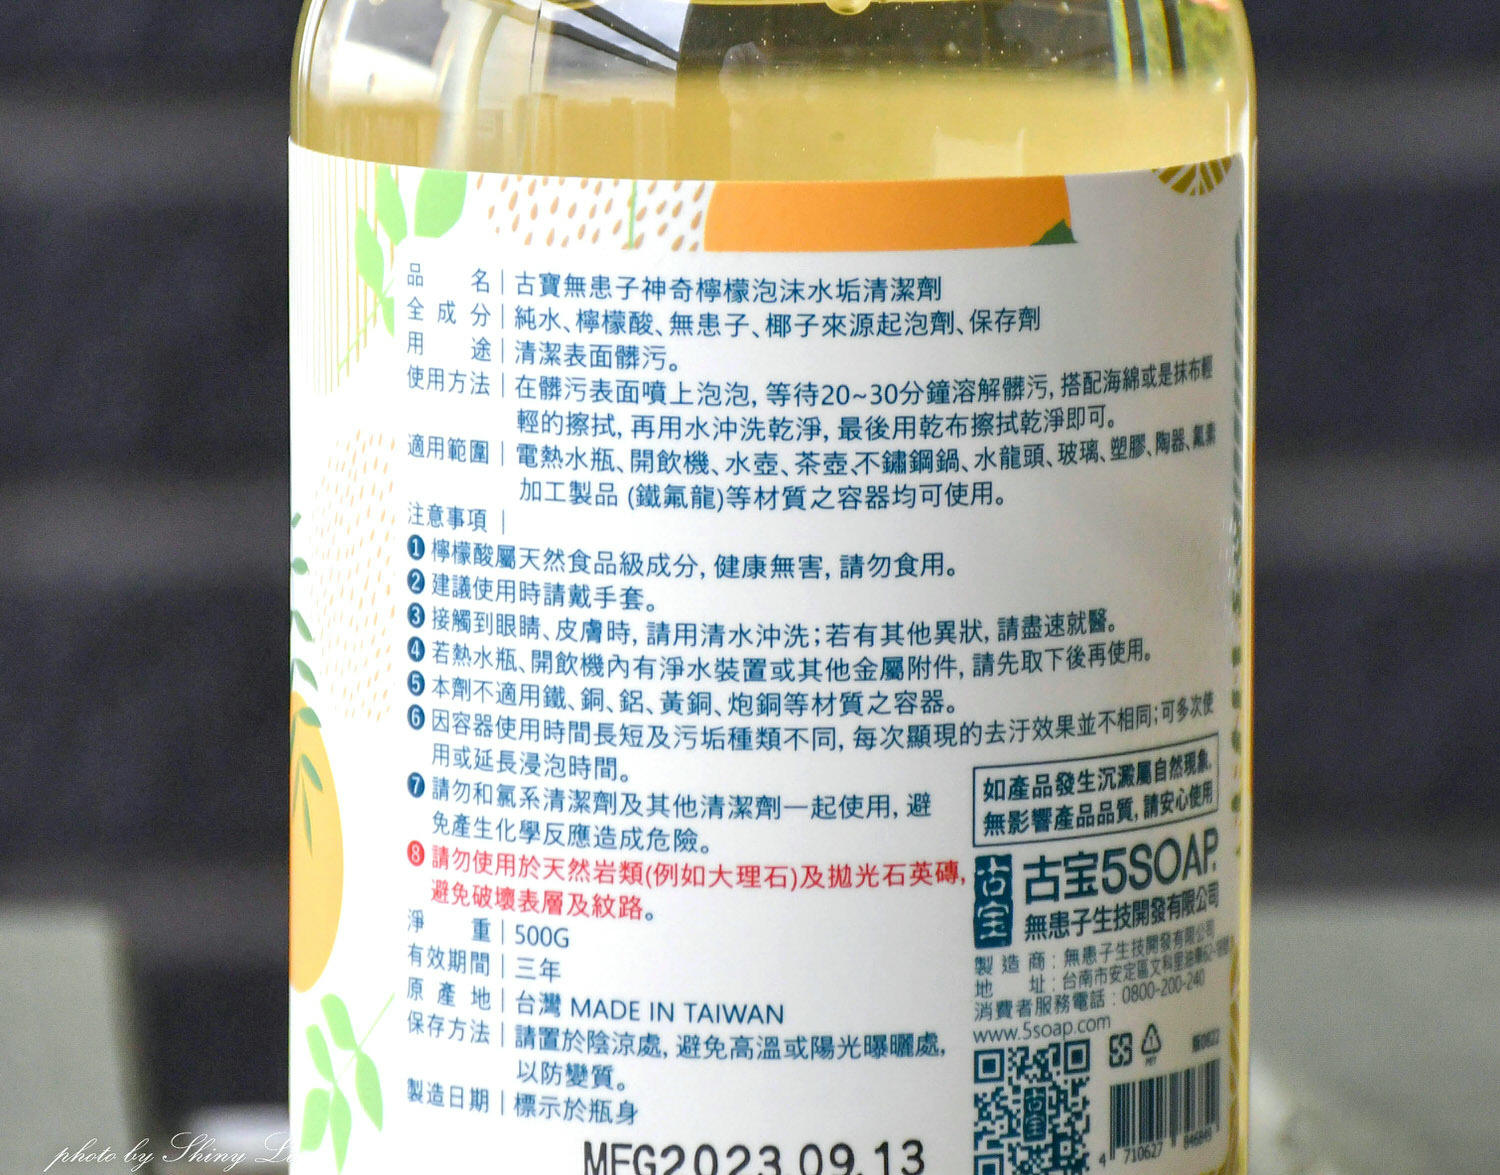 品名｜古寶無患子神奇檸檬泡沫水垢清潔劑
全成分｜純水、檸檬酸、無患子、椰子來源起泡劑、保存劑
用途｜清潔表面髒污。
使用方法｜在髒污表面噴上泡泡, 等待20~30分鐘溶解髒污, 搭配海綿或是抹布輕
輕的擦拭, 再用水沖洗乾淨, 最後用乾布擦拭乾淨即可。
適用範圍｜電熱水瓶、開飲機、水壺、茶壺、不鏽鋼鍋、水龍頭、玻璃、塑膠、陶器、氟素
加工製品 (鐵氟龍)等材質之容器均可使用。
注意事項｜
❶ 檸檬酸屬天然食品級成分, 健康無害, 請勿食用。
❷ 建議使用時請戴手套。
❸ 接觸到眼睛、皮膚時, 請用清水沖洗；若有其他異狀, 請盡速就醫。
❹ 若熱水瓶、開飲機內有淨水裝置或其他金屬附件, 請先取下後再使用。
❺ 本劑不適用鐵、銅、鋁、黃銅、炮銅等材質之容器。
❻ 因容器使用時間長短及污垢種類不同, 每次顯現的去汙效果並不相同；可多次使
用或延長浸泡時間。
❼ 請勿和氯系清潔劑及其他清潔劑一起使用, 避
免產生化學反應造成危險。
❽ 請勿使用於天然岩類(例如大理石)及拋光石英磚,
避免破壞表層及紋路。
淨重｜500G
有效期間｜三年
原產地｜台灣 MADE IN TAIWAN
保存方法｜請置於陰涼處, 避免高溫或陽光曝曬處,
以防變質。
製造日期｜標示於瓶身
MFG2023.09.13
如產品發生沉澱屬自然現象,
無影響產品品質, 請安心使用
古宝
古宝5SOAP
無患子生技開發有限公司
製造商：無患子生技開發有限公司
地址：台南市安定區文科里油車62-
消費者服務電話：0800-200-240
www.5soap.com
4 710627
photo by Shiny